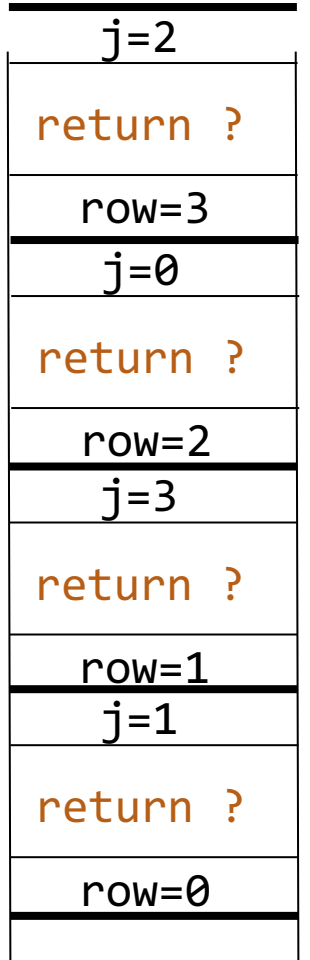 j=2
return ?
row=3
j=0
return ?
row=2
j=3
return ?
row=1
j=1
return ?
row=0